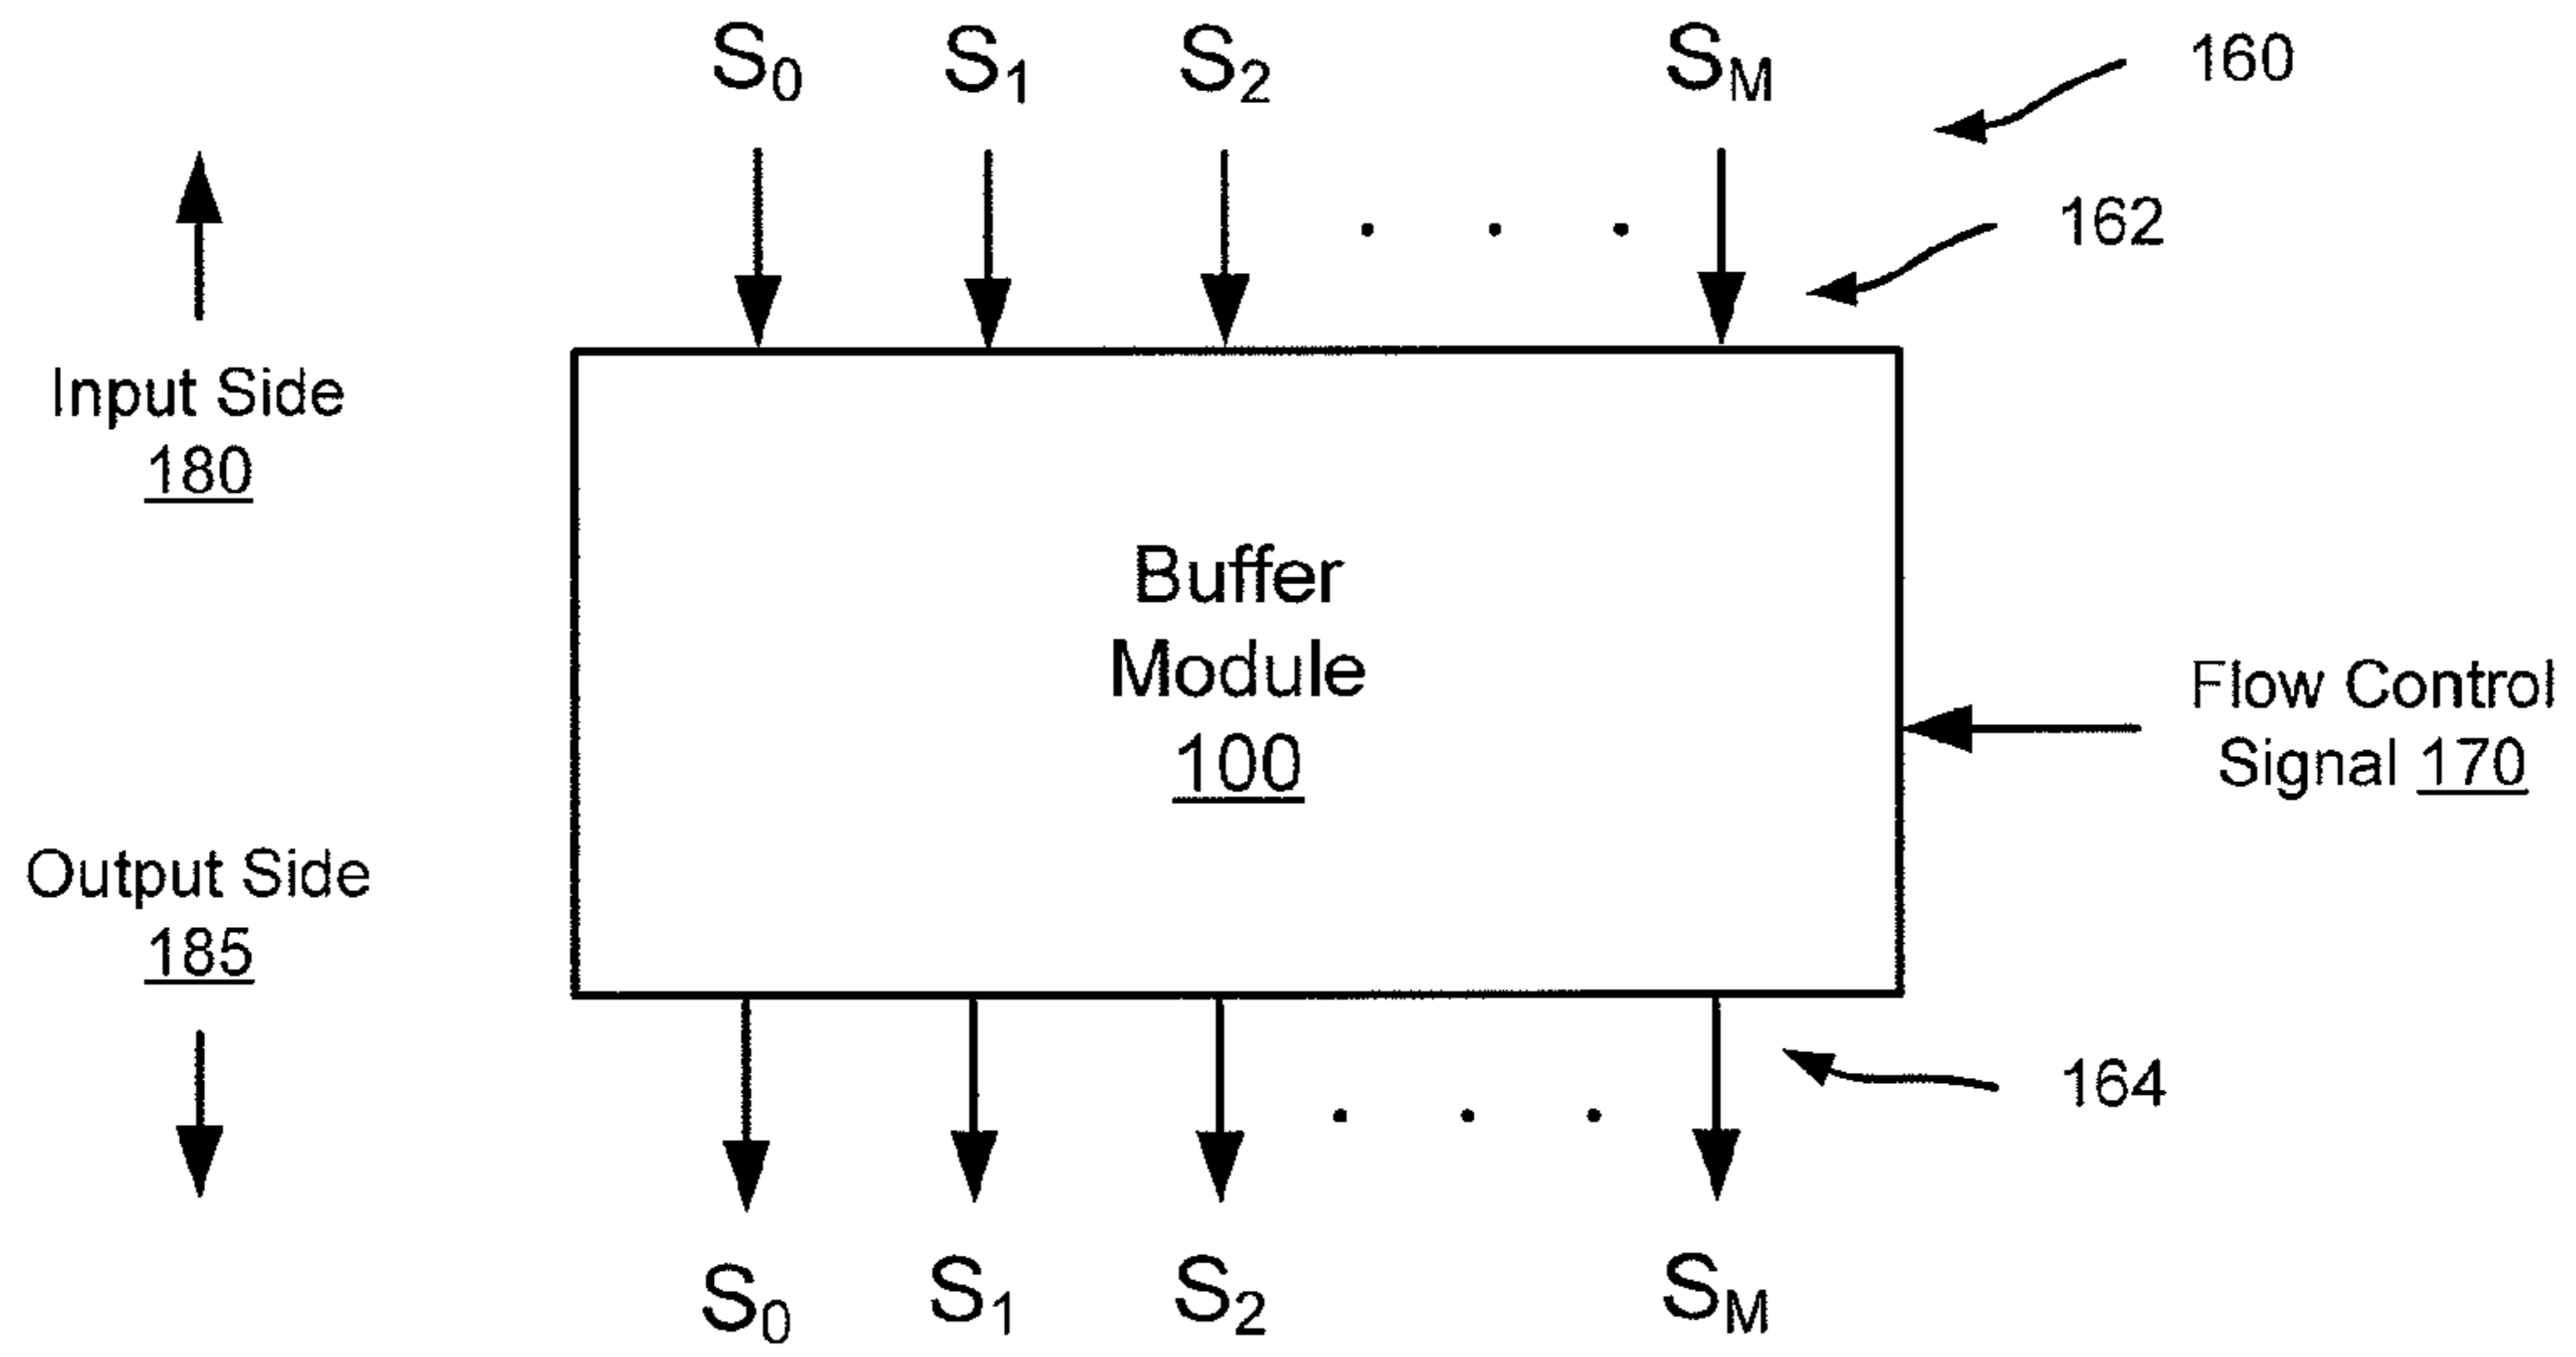 S0 S1 S2 . . . SM
160
162
Input Side
180
Buffer
Module
100
Flow Control
Signal 170
Output Side
185
164
. . .
S0 S1 S2 SM